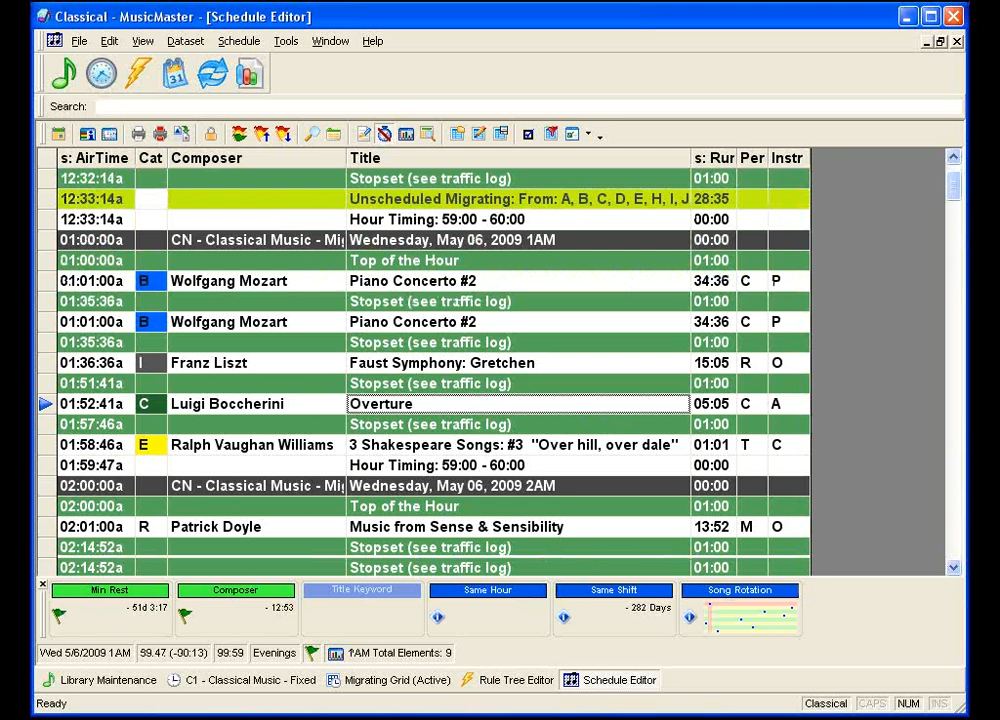 Classical - MusicMaster - [Schedule Editor]
File Edit View Dataset Schedule Tools Window Help
31
Search:
s: AirTime Cat Composer Title s: Rur Per Instr
12:32:14a Stopset (see traffic log) 01:00
12:33:14a Unscheduled Migrating: From: A, B, C, D, E, H, I, J 28:35
12:33:14a Hour Timing: 59:00 - 60:00 00:00
01:00:00a CN - Classical Music - Mi Wednesday, May 06, 2009 1AM 00:00
01:00:00a Top of the Hour 01:00
01:01:00a B Wolfgang Mozart Piano Concerto #2 34:36 C P
01:35:36a Stopset (see traffic log) 01:00
01:01:00a B Wolfgang Mozart Piano Concerto #2 34:36 C P
01:35:36a Stopset (see traffic log) 01:00
01:36:36a I Franz Liszt Faust Symphony: Gretchen 15:05 R O
01:51:41a Stopset (see traffic log) 01:00
01:52:41a C Luigi Boccherini Overture 05:05 C A
01:57:46a Stopset (see traffic log) 01:00
01:58:46a E Ralph Vaughan Williams 3 Shakespeare Songs: #3 "Over hill, over dale" 01:01 T C
01:59:47a Hour Timing: 59:00 - 60:00 00:00
02:00:00a CN - Classical Music - Mi Wednesday, May 06, 2009 2AM 00:00
02:00:00a Top of the Hour 01:00
02:01:00a R Patrick Doyle Music from Sense & Sensibility 13:52 M O
02:14:52a Stopset (see traffic log) 01:00
02:14:52a Stopset (see traffic log) 01:00
Min Rest Composer Title Keyword Same Hour Same Shift Song Rotation
- 51d 3:17 - 12:53 - 282 Days
Wed 5/6/2009 1AM 59.47 (-00:13) 99:59 Evenings 1AM Total Elements: 9
Library Maintenance C1 - Classical Music - Fixed Migrating Grid (Active) Rule Tree Editor Schedule Editor
Ready Classical CAPS NUM INS